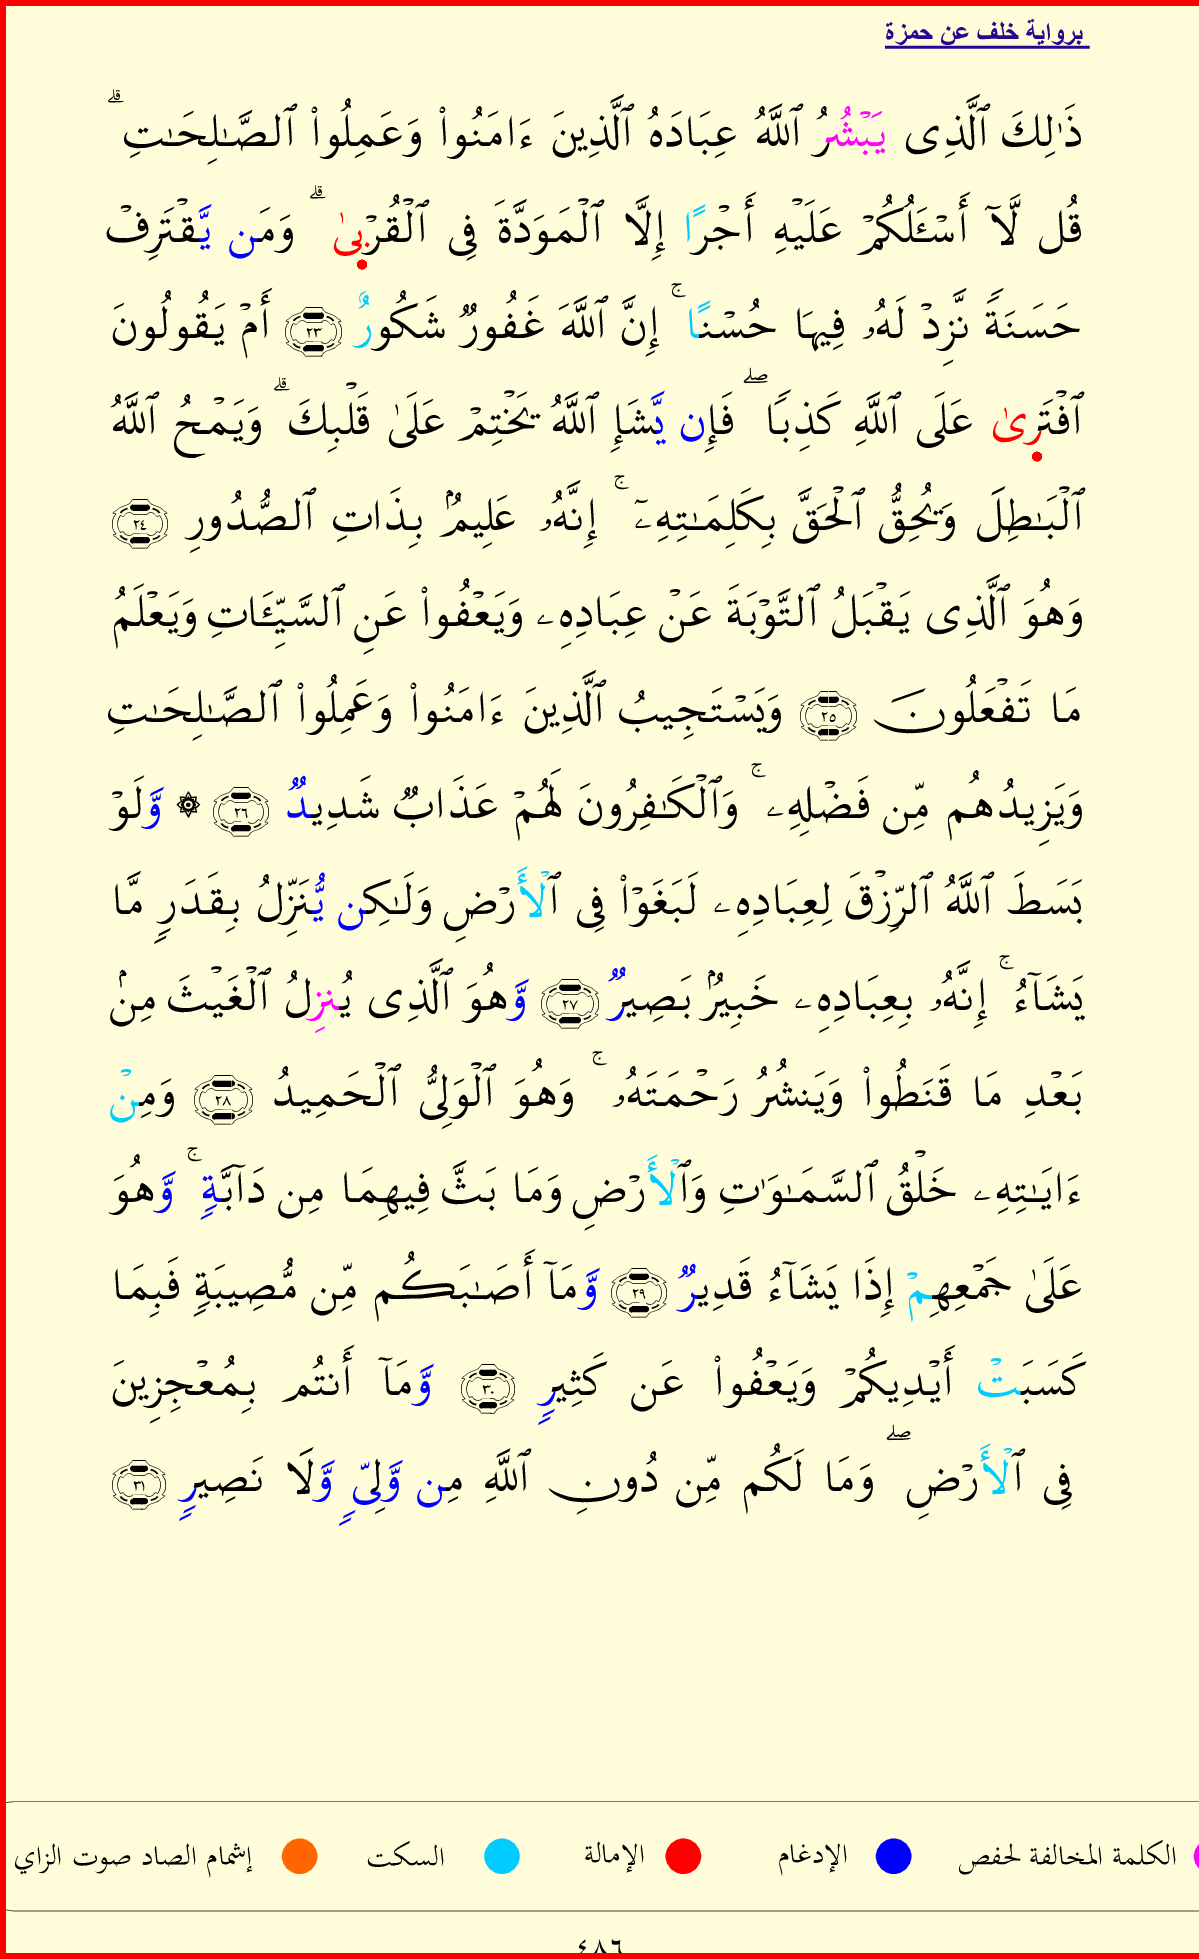 برواية خلف عن حمزة
ذَٰلِكَ ٱلَّذِى يَبْشُرُ ٱللَّهُ عِبَادَهُ ٱلَّذِينَ ءَامَنُوا۟ وَعَمِلُوا۟ ٱلصَّـٰلِحَـٰتِ ۗ
قُل لَّآ أَسْـَٔلُكُمْ عَلَيْهِ أَجْرًا إِلَّا ٱلْمَوَدَّةَ فِى ٱلْقُرْبىٰ ۗ وَمَن يَّقْتَرِفْ
حَسَنَةً نَّزِدْ لَهُۥ فِيهَا حُسْنًا ۚ إِنَّ ٱللَّهَ غَفُورٌ شَكُورٌ ٢٣ أَمْ يَقُولُونَ
ٱفْتَرىٰ عَلَى ٱللَّهِ كَذِبًا ۖ فَإِن يَّشَإِ ٱللَّهُ يَخْتِمْ عَلَىٰ قَلْبِكَ ۗ وَيَمْحُ ٱللَّهُ
ٱلْبَـٰطِلَ وَيُحِقُّ ٱلْحَقَّ بِكَلِمَـٰتِهِۦٓ ۚ إِنَّهُۥ عَلِيمٌۢ بِذَاتِ ٱلصُّدُورِ ٢٤
وَهُوَ ٱلَّذِى يَقْبَلُ ٱلتَّوْبَةَ عَنْ عِبَادِهِۦ وَيَعْفُوا۟ عَنِ ٱلسَّيِّـَٔاتِ وَيَعْلَمُ
مَا تَفْعَلُونَ ٢٥ وَيَسْتَجِيبُ ٱلَّذِينَ ءَامَنُوا۟ وَعَمِلُوا۟ ٱلصَّـٰلِحَـٰتِ
وَيَزِيدُهُم مِّن فَضْلِهِۦ ۚ وَٱلْكَـٰفِرُونَ لَهُمْ عَذَابٌ شَدِيدٌ ٢٦ ۞ وَّلَوْ
بَسَطَ ٱللَّهُ ٱلرِّزْقَ لِعِبَادِهِۦ لَبَغَوْا۟ فِى ٱلْأَرْضِ وَلَـٰكِن يُّنَزِّلُ بِقَدَرٍ مَّا
يَشَآءُ ۚ إِنَّهُۥ بِعِبَادِهِۦ خَبِيرٌۢ بَصِيرٌ ٢٧ وَّهُوَ ٱلَّذِى يُنزِلُ ٱلْغَيْثَ مِنۢ
بَعْدِ مَا قَنَطُوا۟ وَيَنشُرُ رَحْمَتَهُۥ ۚ وَهُوَ ٱلْوَلِىُّ ٱلْحَمِيدُ ٢٨ وَمِنْ
ءَايَـٰتِهِۦ خَلْقُ ٱلسَّمَـٰوَٰتِ وَٱلْأَرْضِ وَمَا بَثَّ فِيهِمَا مِن دَآبَّةٍ ۚ وَّهُوَ
عَلَىٰ جَمْعِهِمْ إِذَا يَشَآءُ قَدِيرٌ ٢٩ وَّمَآ أَصَـٰبَكُم مِّن مُّصِيبَةٍ فَبِمَا
كَسَبَتْ أَيْدِيكُمْ وَيَعْفُوا۟ عَن كَثِيرٍ ٣٠ وَّمَآ أَنتُم بِمُعْجِزِينَ
فِى ٱلْأَرْضِ ۖ وَمَا لَكُم مِّن دُونِ ٱللَّهِ مِن وَّلِىٍّ وَّلَا نَصِيرٍ ٣١
الكلمة المخالفة لحفص الإدغام الإمالة السكت إشمام الصاد صوت الزاي
٤٨٦